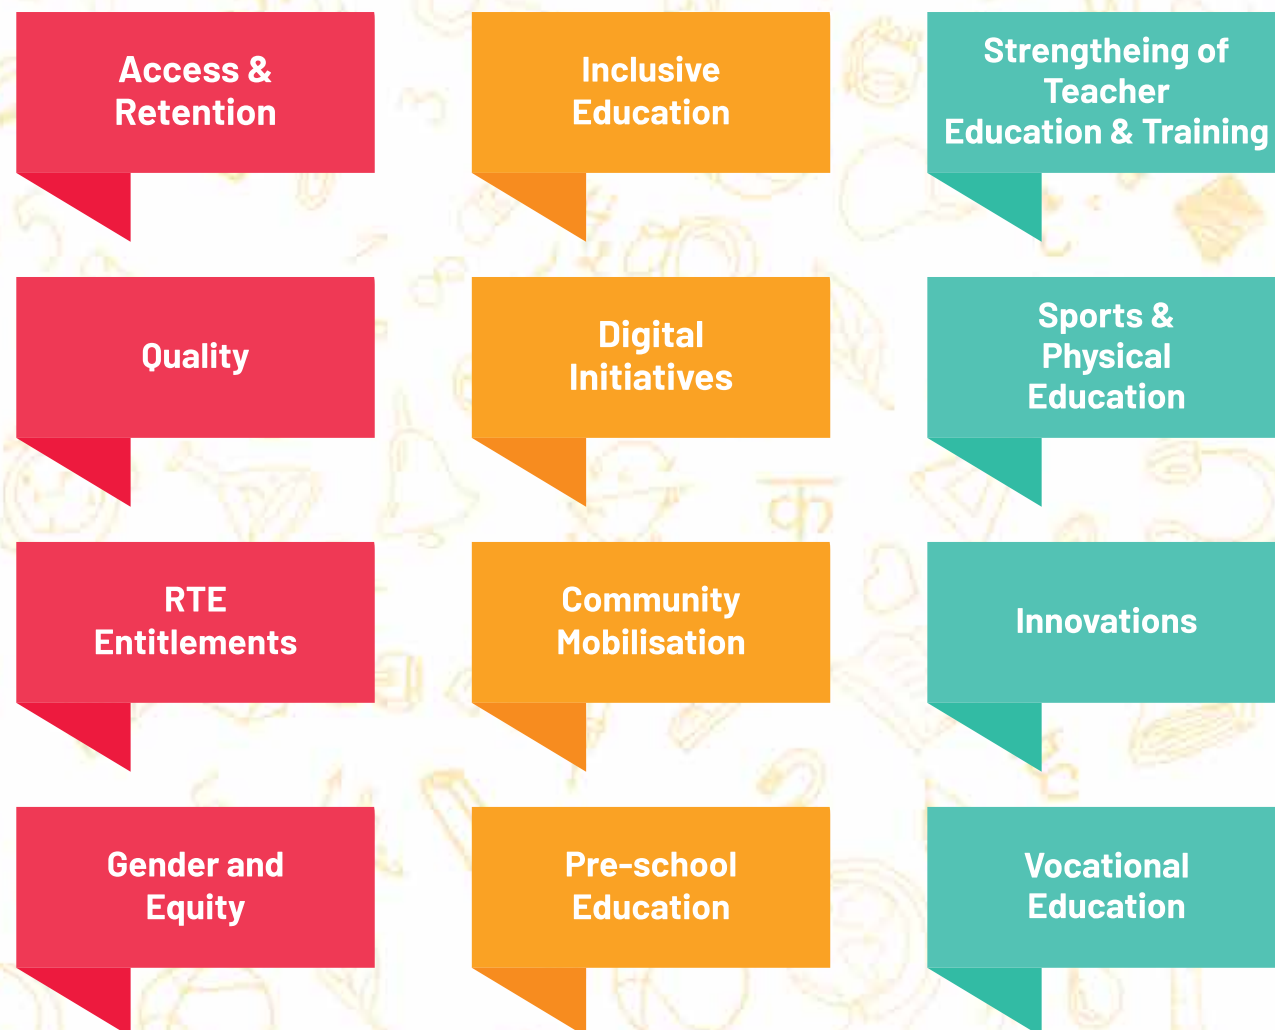 Access &
Retention
Inclusive
Education
Strengtheing of
Teacher
Education & Training
Quality
Digital
Initiatives
Sports &
Physical
Education
RTE
Entitlements
Community
Mobilisation
Innovations
Gender and
Equity
Pre-school
Education
Vocational
Education
क